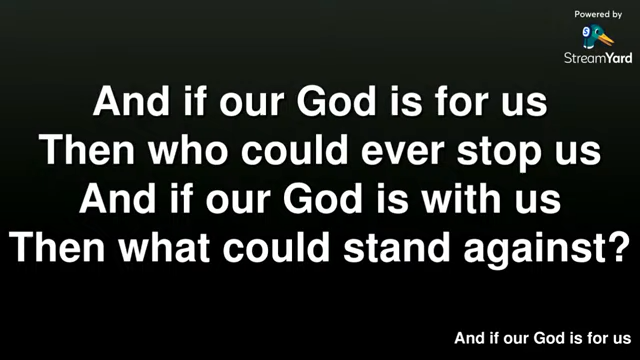 Powered by
StreamYard
And if our God is for us
Then who could ever stop us
And if our God is with us
Then what could stand against?
And if our God is for us